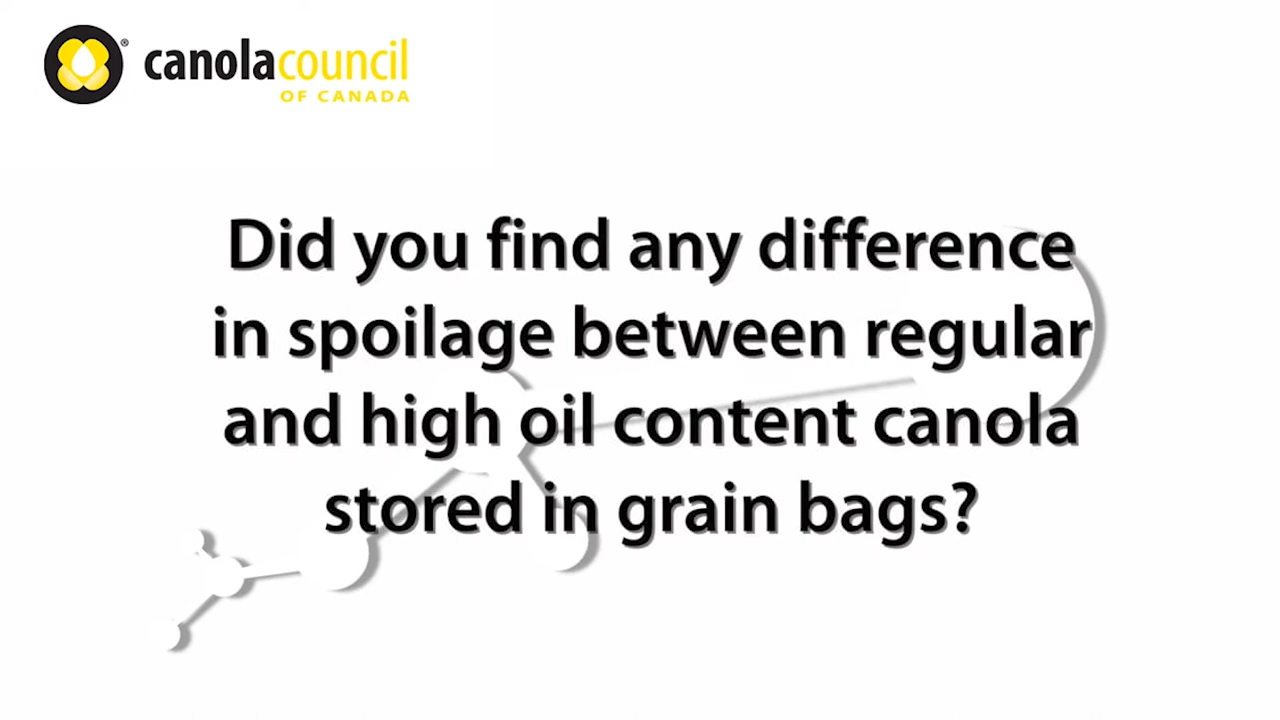 canolacouncil
OF CANADA
Did you find any difference
in spoilage between regular
and high oil content canola
stored in grain bags?